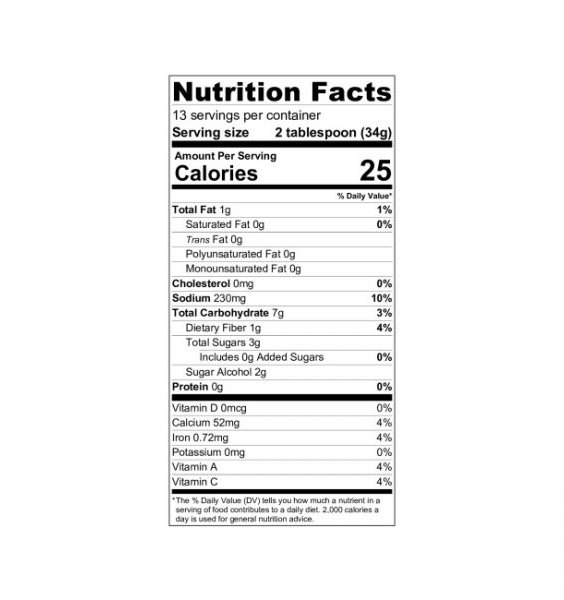 Nutrition Facts
13 servings per container
Serving size 2 tablespoon (34g)
Amount Per Serving
Calories 25
% Daily Value*
Total Fat 1g 1%
Saturated Fat 0g 0%
Trans Fat 0g
Polyunsaturated Fat 0g
Monounsaturated Fat 0g
Cholesterol 0mg 0%
Sodium 230mg 10%
Total Carbohydrate 7g 3%
Dietary Fiber 1g 4%
Total Sugars 3g
Includes 0g Added Sugars 0%
Sugar Alcohol 2g
Protein 0g 0%
Vitamin D 0mcg 0%
Calcium 52mg 4%
Iron 0.72mg 4%
Potassium 0mg 0%
Vitamin A 4%
Vitamin C 4%
*The % Daily Value (DV) tells you how much a nutrient in a
serving of food contributes to a daily diet. 2,000 calories a
day is used for general nutrition advice.